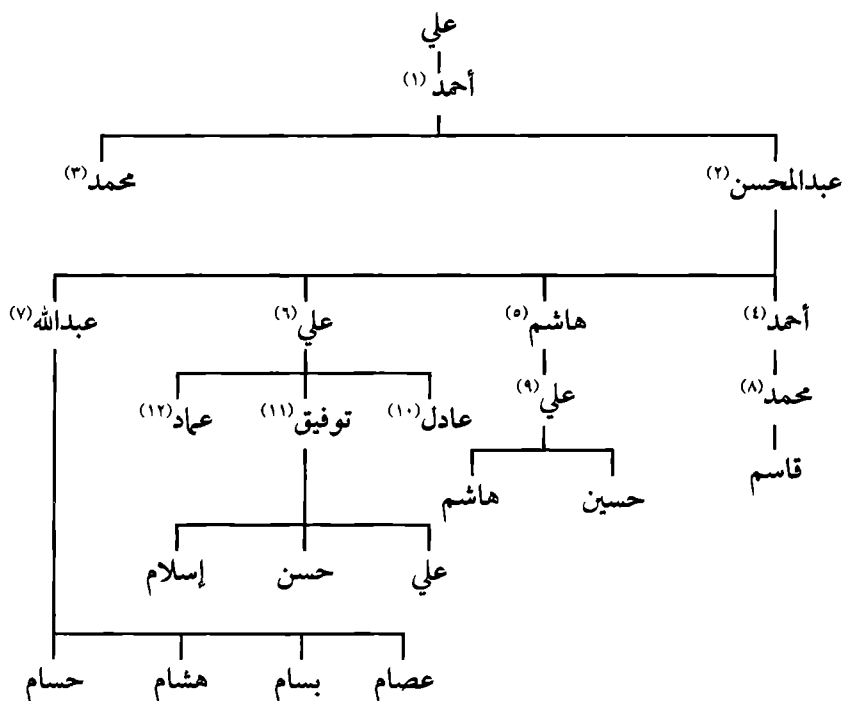 علي
أحمد(١)
عبدالمحسن(٢) محمد(٣)
أحمد(٤) هاشم(٥) علي(٦) عبدالله(٧)
محمد(٨) علي(٩) عادل(١٠) توفيق(١١) عماد(١٢)
قاسم حسين هاشم
علي حسن إسلام
عصام بسام هشام حسام